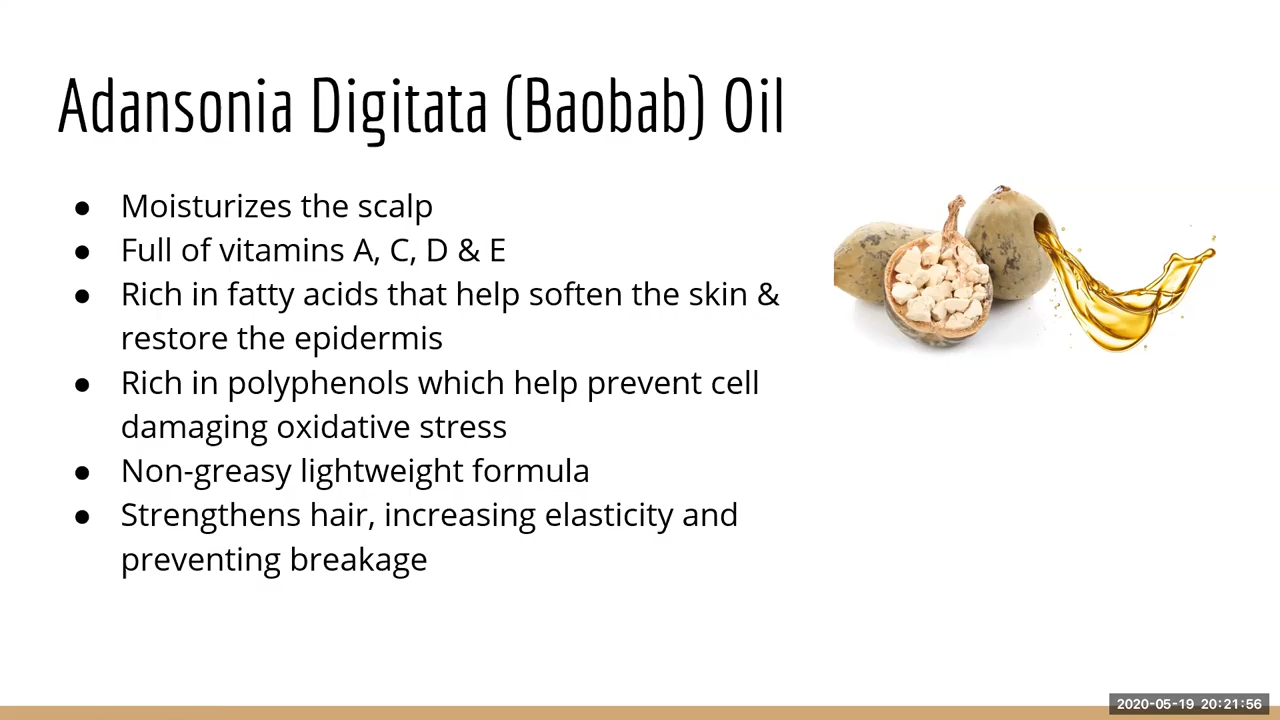 Adansonia Digitata (Baobab) Oil
● Moisturizes the scalp
● Full of vitamins A, C, D & E
● Rich in fatty acids that help soften the skin &
restore the epidermis
● Rich in polyphenols which help prevent cell
damaging oxidative stress
● Non-greasy lightweight formula
● Strengthens hair, increasing elasticity and
preventing breakage
2020-05-19 20:21:56